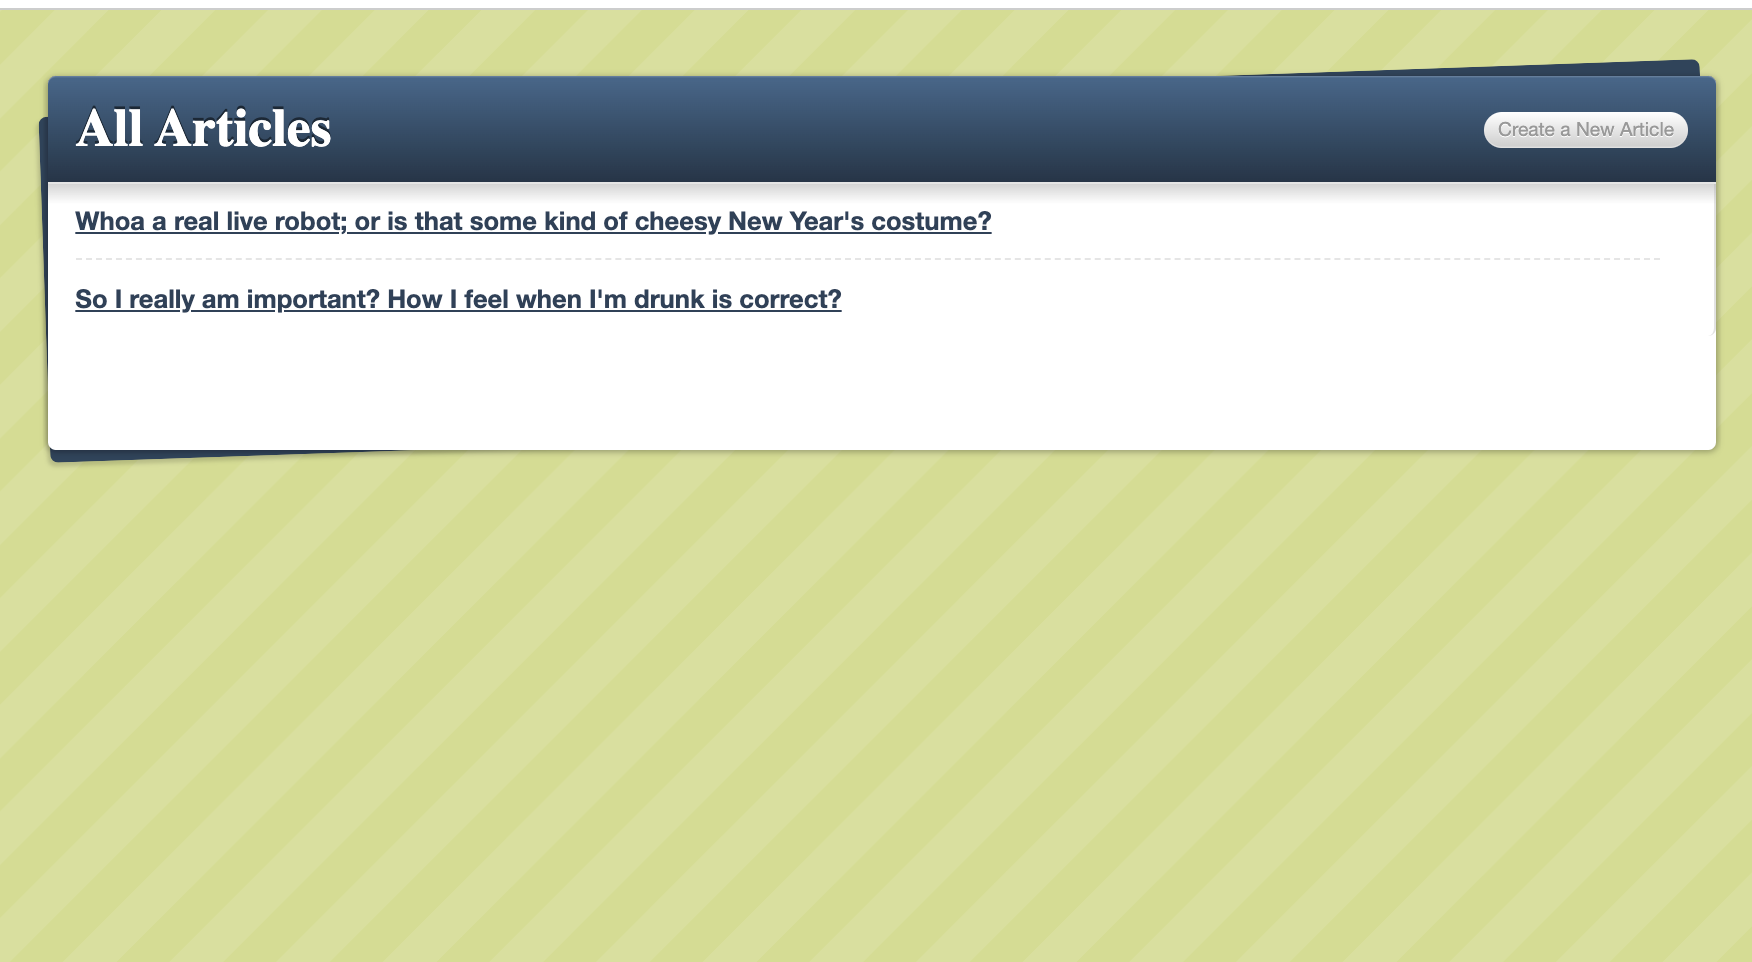 All Articles
Create a New Article
Whoa a real live robot; or is that some kind of cheesy New Year's costume?
So I really am important? How I feel when I'm drunk is correct?